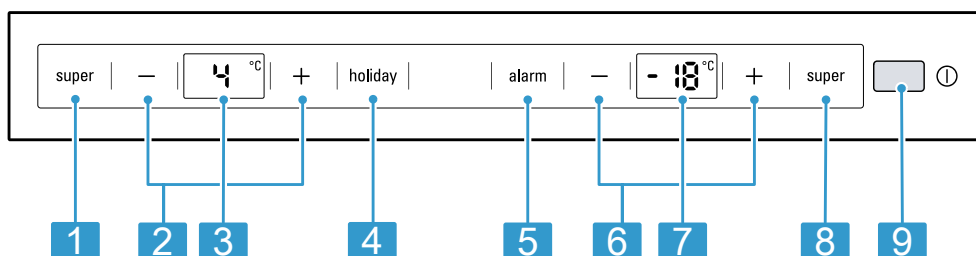 super — 4 °C + holiday alarm — -18 °C + super
1 2 3 4 5 6 7 8 9